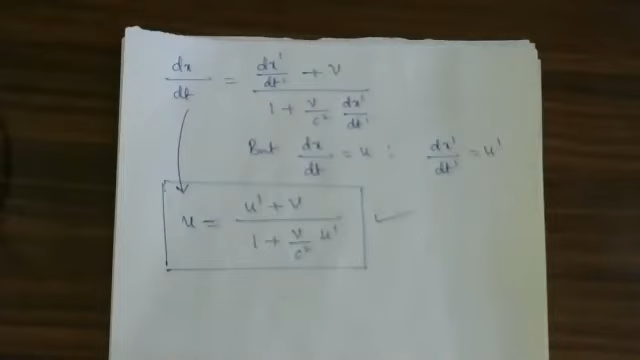 dx/dt = (dx'/dt' + v)/(1 + v/c² dx'/dt')
But dx/dt = u ; dx'/dt' = u'
u = (u' + v)/(1 + v/c² u') ✓